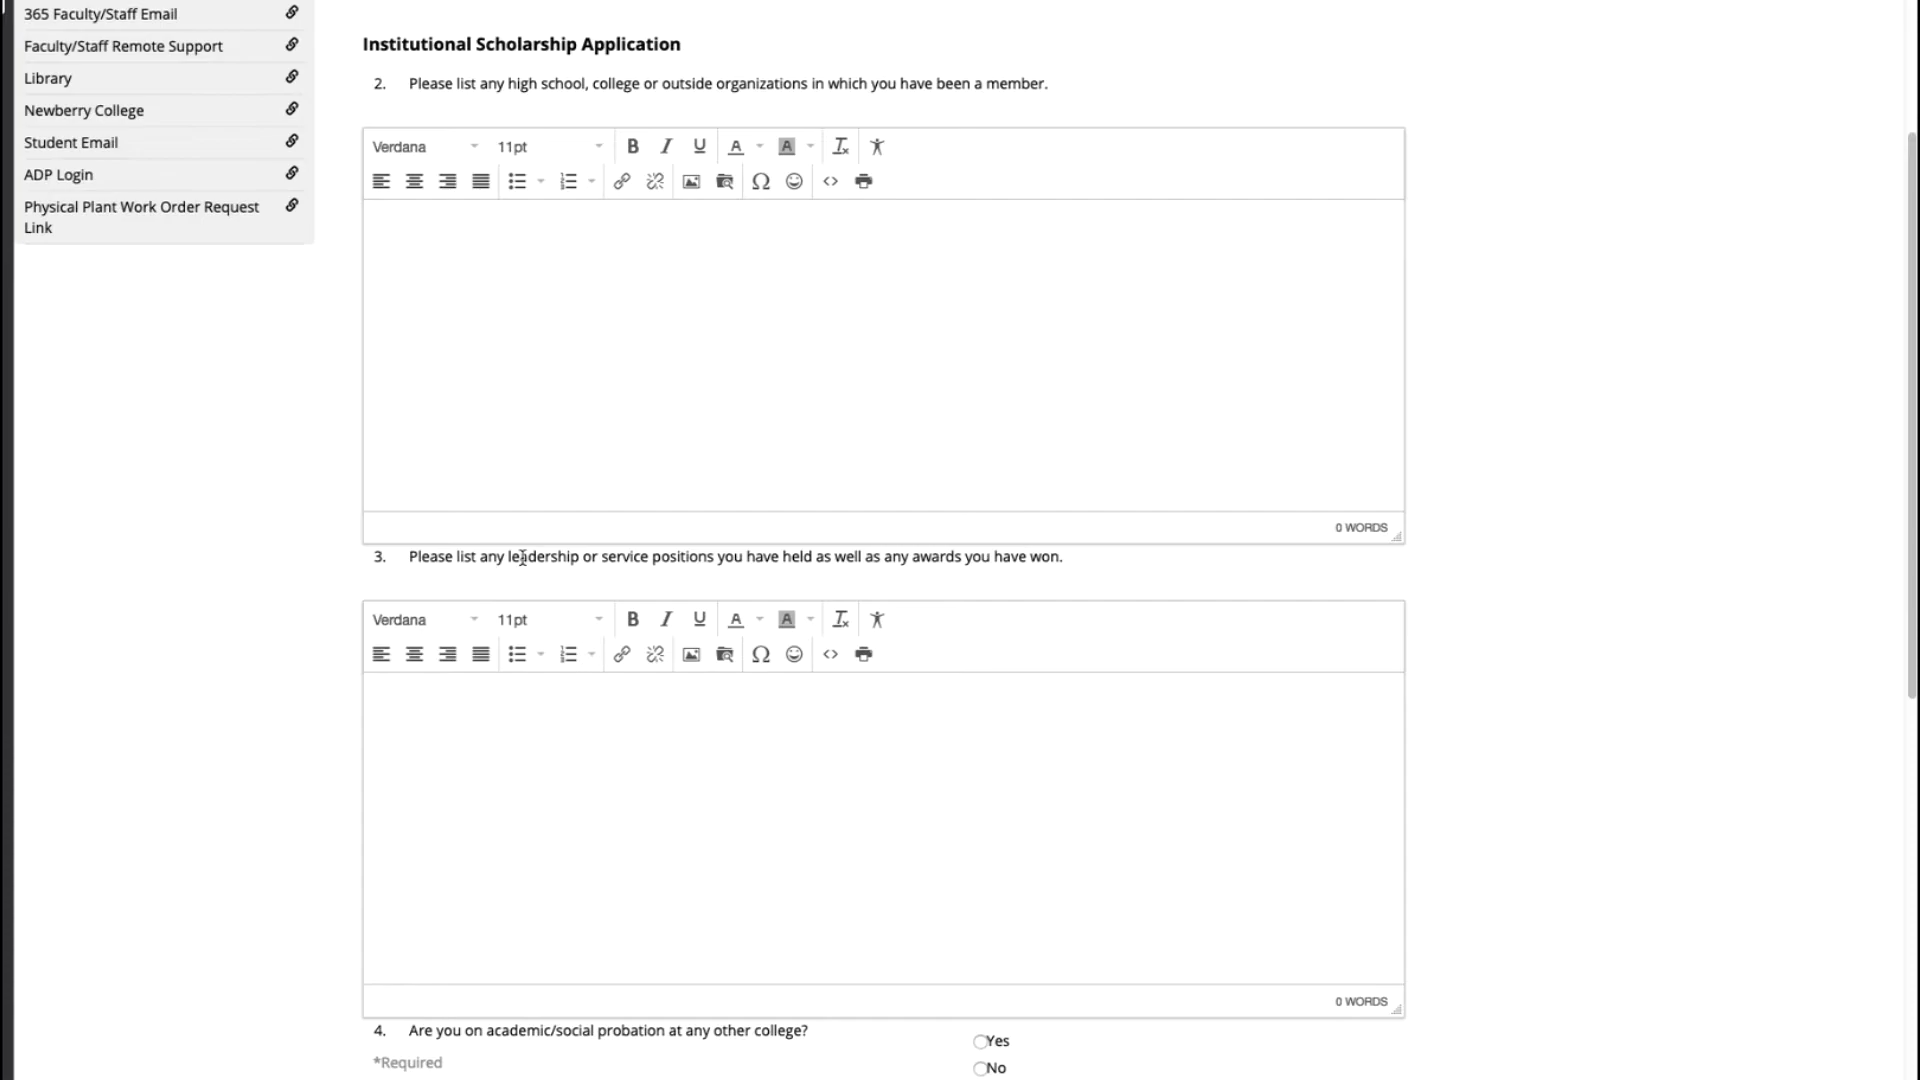 365 Faculty/Staff Email
Faculty/Staff Remote Support
Library
Newberry College
Student Email
ADP Login
Physical Plant Work Order Request
Link
Institutional Scholarship Application
2. Please list any high school, college or outside organizations in which you have been a member.
Verdana 11pt
0 WORDS
3. Please list any leadership or service positions you have held as well as any awards you have won.
Verdana 11pt
0 WORDS
4. Are you on academic/social probation at any other college?
Yes
*Required
No